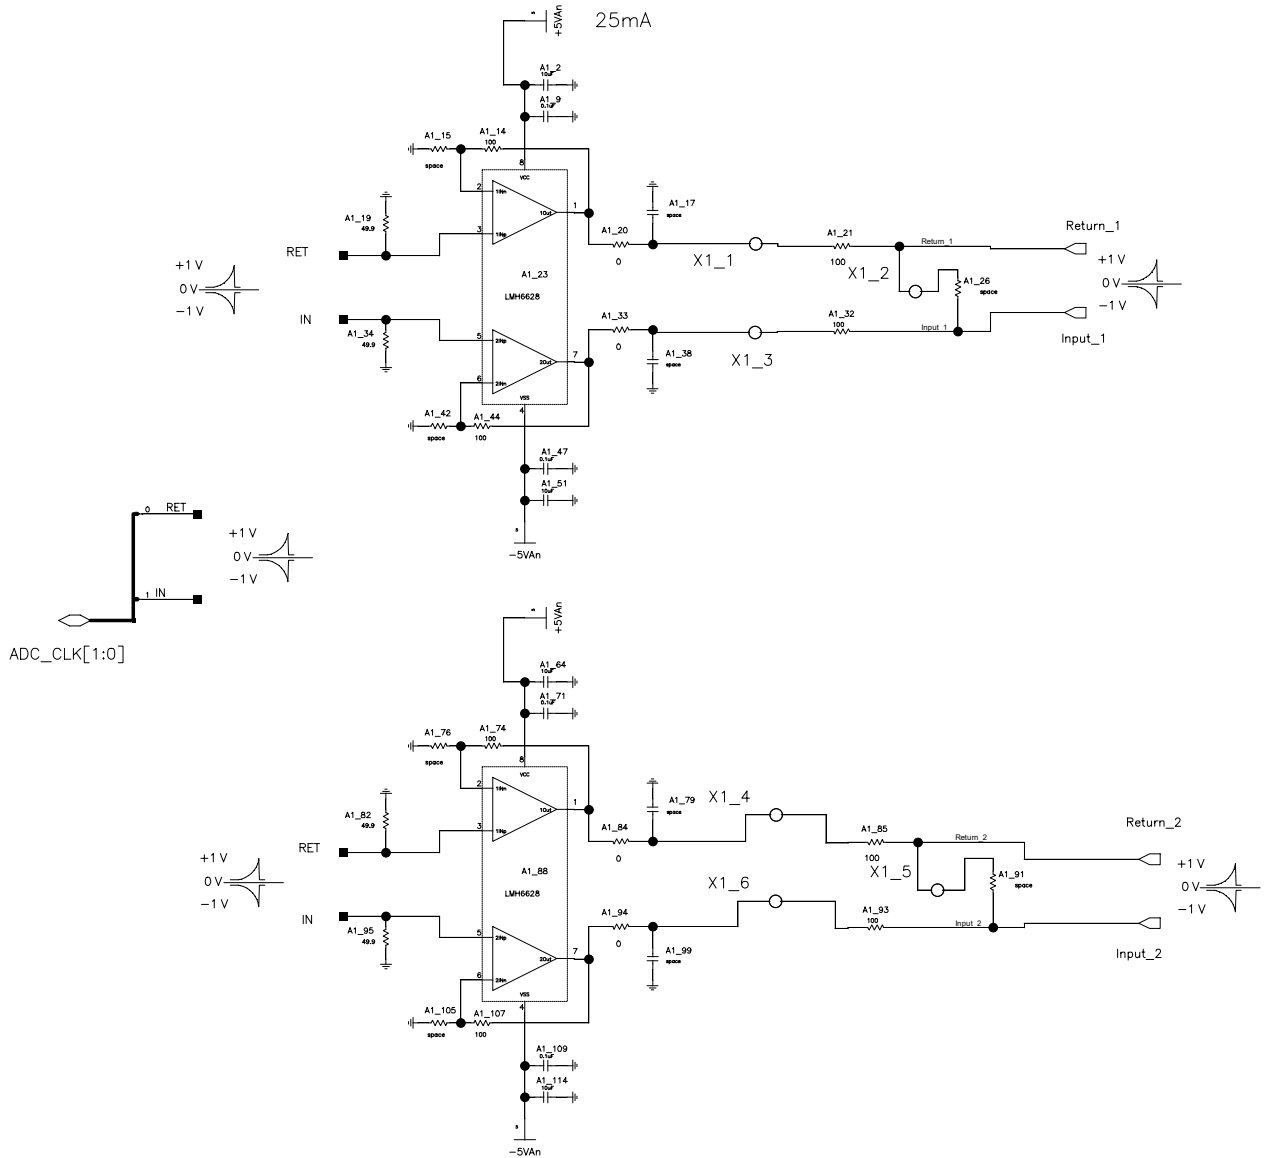 25mA
+5VAn
A1_2
10uF
A1_9
0.1uF
A1_15
space
A1_14
100
8
VCC
2
1INn
1Out
1
3
1INp
A1_19
49.9
RET
A1_17
space
A1_20
0
X1_1
A1_21
100
Return_1
X1_2
Return_1
A1_26
space
+1 V
0 V
-1 V
+1 V
0 V
-1 V
A1_23
LMH6628
IN
A1_34
49.9
5
2INp
2Out
7
6
2INn
VSS
4
A1_33
0
A1_38
space
X1_3
A1_32
100
Input_1
Input_1
A1_42
space
A1_44
100
A1_47
0.1uF
A1_51
10uF
-5VAn
0
RET
1
IN
ADC_CLK[1:0]
+1 V
0 V
-1 V
+5VAn
A1_64
10uF
A1_71
0.1uF
A1_76
space
A1_74
100
8
VCC
2
1INn
1Out
1
3
1INp
A1_82
49.9
RET
A1_79
space
A1_84
0
X1_4
A1_85
100
Return_2
X1_5
Return_2
A1_91
space
+1 V
0 V
-1 V
+1 V
0 V
-1 V
A1_88
LMH6628
IN
A1_95
49.9
5
2INp
2Out
7
6
2INn
VSS
4
A1_94
0
A1_99
space
X1_6
A1_93
100
Input_2
Input_2
A1_105
space
A1_107
100
A1_109
0.1uF
A1_114
10uF
-5VAn